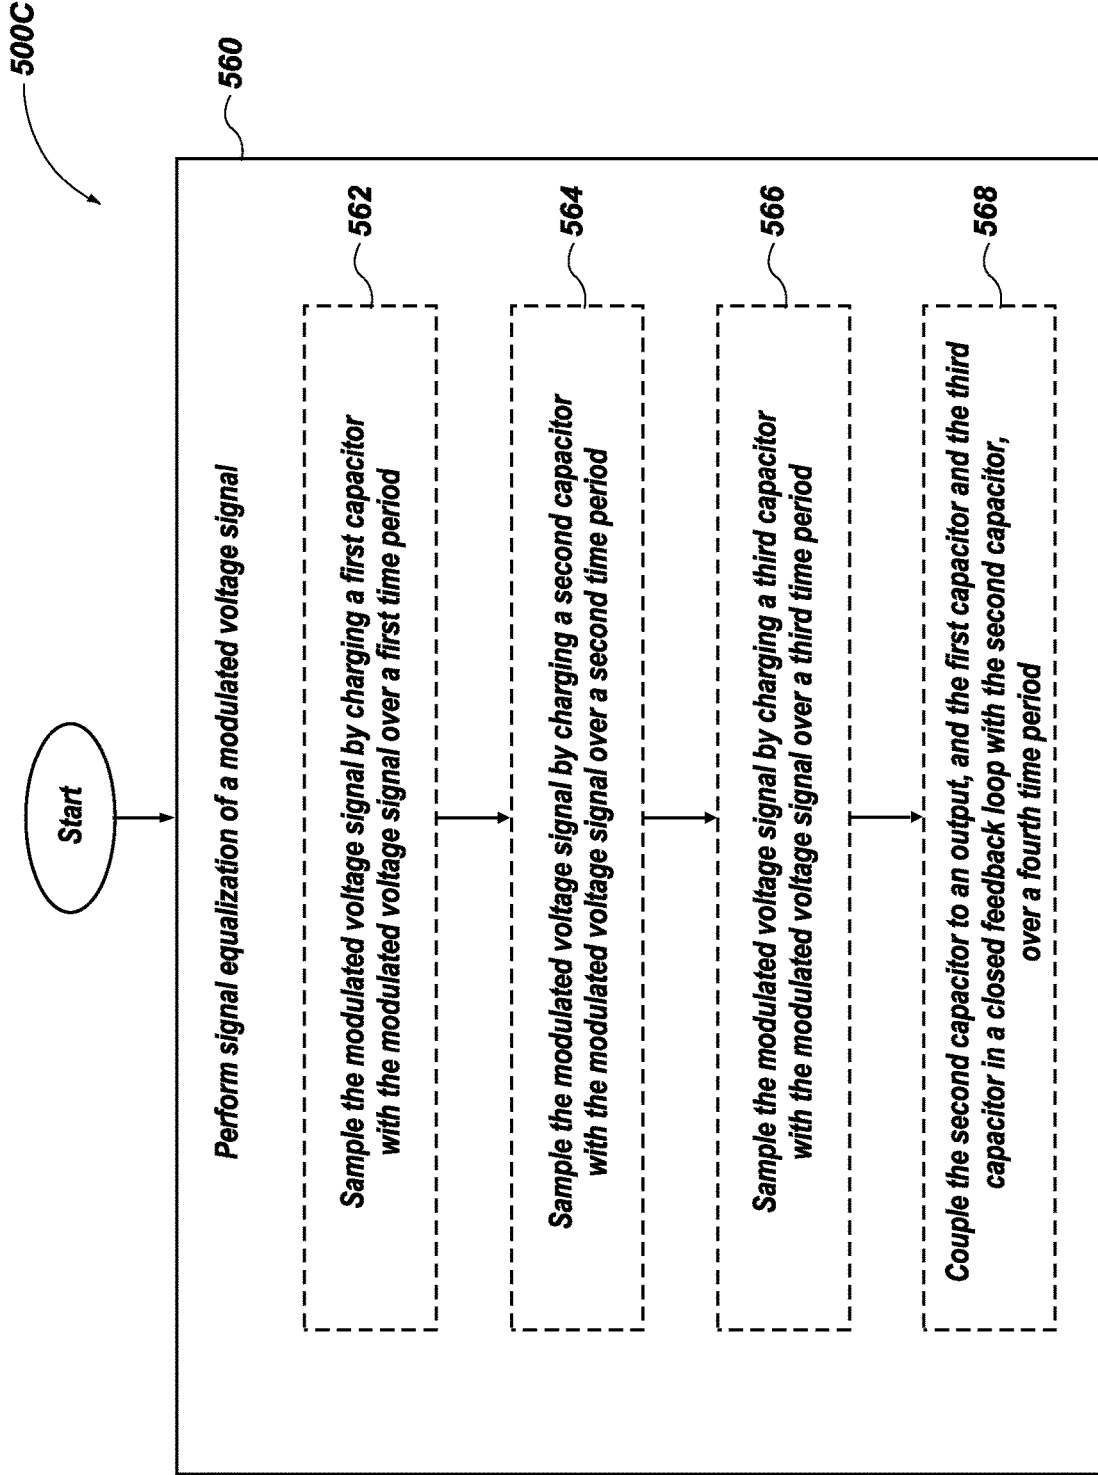 500C
Start
560
Perform signal equalization of a modulated voltage signal
562
Sample the modulated voltage signal by charging a first capacitor
with the modulated voltage signal over a first time period
564
Sample the modulated voltage signal by charging a second capacitor
with the modulated voltage signal over a second time period
566
Sample the modulated voltage signal by charging a third capacitor
with the modulated voltage signal over a third time period
568
Couple the second capacitor to an output, and the first capacitor and the third
capacitor in a closed feedback loop with the second capacitor,
over a fourth time period